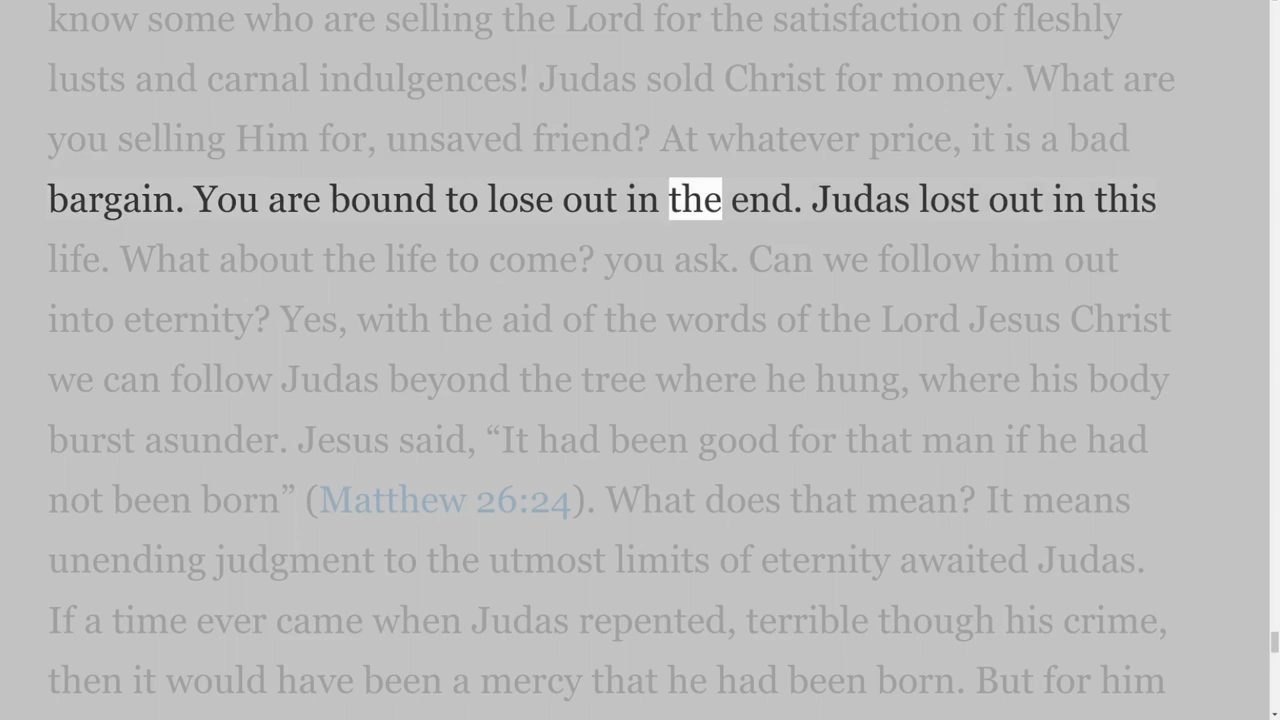 know some who are selling the Lord for the satisfaction of fleshly
lusts and carnal indulgences! Judas sold Christ for money. What are
you selling Him for, unsaved friend? At whatever price, it is a bad
bargain. You are bound to lose out in the end. Judas lost out in this
life. What about the life to come? you ask. Can we follow him out
into eternity? Yes, with the aid of the words of the Lord Jesus Christ
we can follow Judas beyond the tree where he hung, where his body
burst asunder. Jesus said, “It had been good for that man if he had
not been born” (Matthew 26:24). What does that mean? It means
unending judgment to the utmost limits of eternity awaited Judas.
If a time ever came when Judas repented, terrible though his crime,
then it would have been a mercy that he had been born. But for him